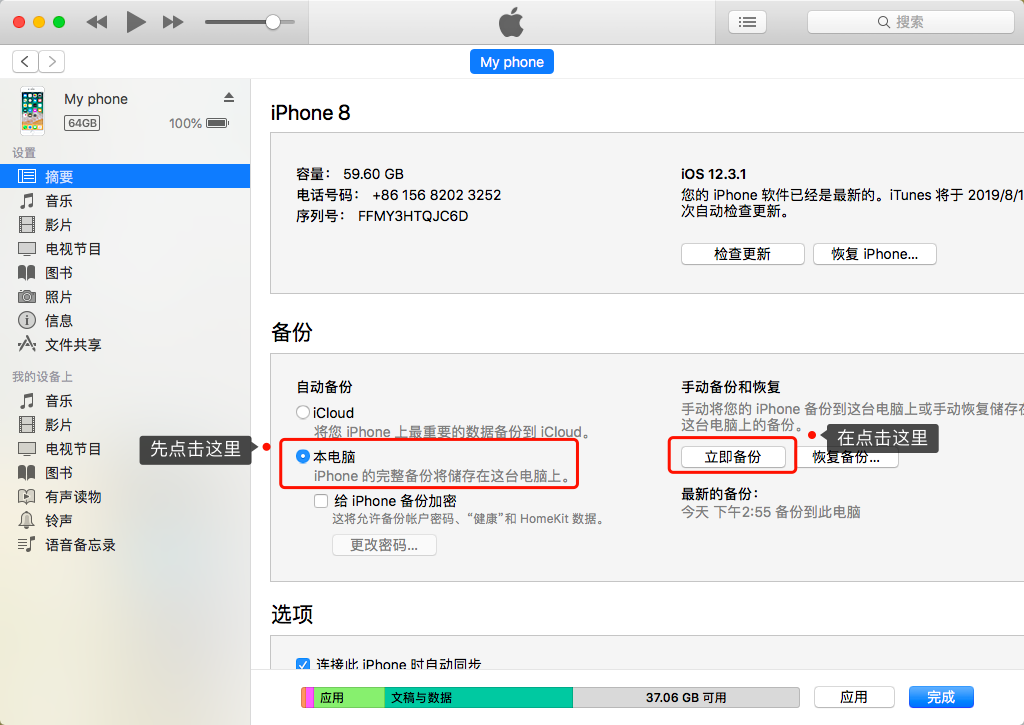 搜索
My phone
My phone
64GB
100%
设置
摘要
音乐
影片
电视节目
图书
照片
信息
文件共享
我的设备上
音乐
影片
电视节目
图书
有声读物
铃声
语音备忘录
iPhone 8
容量： 59.60 GB
电话号码： +86 156 8202 3252
序列号： FFMY3HTQJC6D
iOS 12.3.1
您的 iPhone 软件已经是最新的。iTunes 将于 2019/8/1
次自动检查更新。
检查更新
恢复 iPhone...
备份
自动备份
iCloud
将您 iPhone 上最重要的数据备份到 iCloud。
先点击这里
本电脑
iPhone 的完整备份将储存在这台电脑上。
给 iPhone 备份加密
这将允许备份帐户密码、“健康”和 HomeKit 数据。
更改密码...
手动备份和恢复
手动将您的 iPhone 备份到这台电脑上或手动恢复储存在
这台电脑上的备份。
在点击这里
立即备份
恢复备份...
最新的备份：
今天 下午2:55 备份到此电脑
选项
连接此 iPhone 时自动同步
应用
文稿与数据
37.06 GB 可用
应用
完成